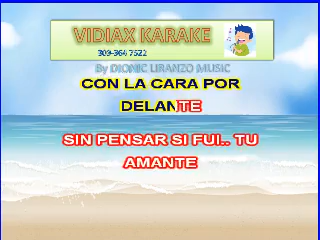 VIDIAX KARAKE
309-364 7522
By DIONIC LIRANZO MUSIC
CON LA CARA POR
DELANTE
SIN PENSAR SI FUI.. TU
AMANTE